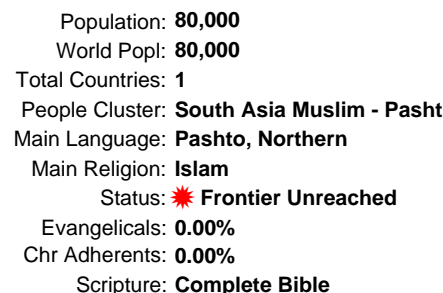 Population: 80,000
World Popl: 80,000
Total Countries: 1
People Cluster: South Asia Muslim - Pasht
Main Language: Pashto, Northern
Main Religion: Islam
Status: Frontier Unreached
Evangelicals: 0.00%
Chr Adherents: 0.00%
Scripture: Complete Bible